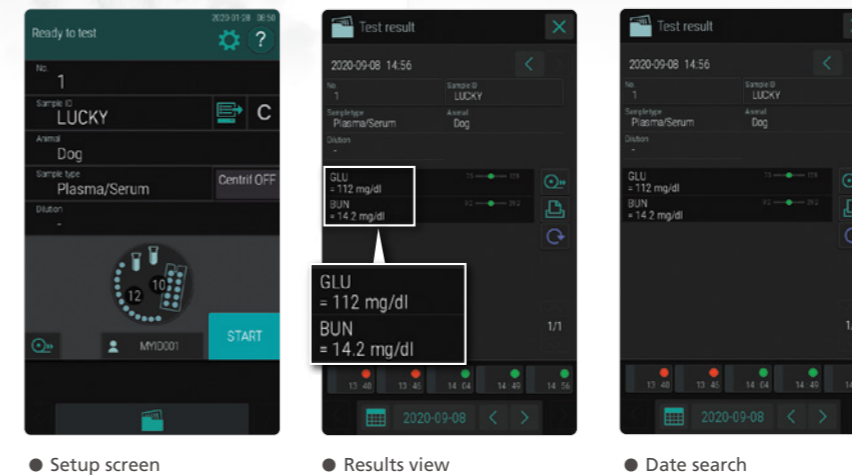 Ready to test
2020-01-28 08:50
?
No.
1
Sample ID
LUCKY
C
Animal
Dog
Sample type
Plasma/Serum
Centrif OFF
Dilution
-
12
10
MYID001
START
● Setup screen
Test result
2020-09-08 14:56
No.
1
Sample ID
LUCKY
Sample type
Plasma/Serum
Animal
Dog
Dilution
-
GLU
= 112 mg/dl
BUN
= 14.2 mg/dl
GLU
= 112 mg/dl
BUN
= 14.2 mg/dl
1/1
13 40
13 45
14 04
14 49
14 56
2020-09-08
● Results view
Test result
2020-09-08 14:56
No.
1
Sample ID
LUCKY
Sample type
Plasma/Serum
Animal
Dog
Dilution
-
GLU
= 112 mg/dl
BUN
= 14.2 mg/dl
13 40
13 45
14 04
14 49
2020-09-08
● Date search